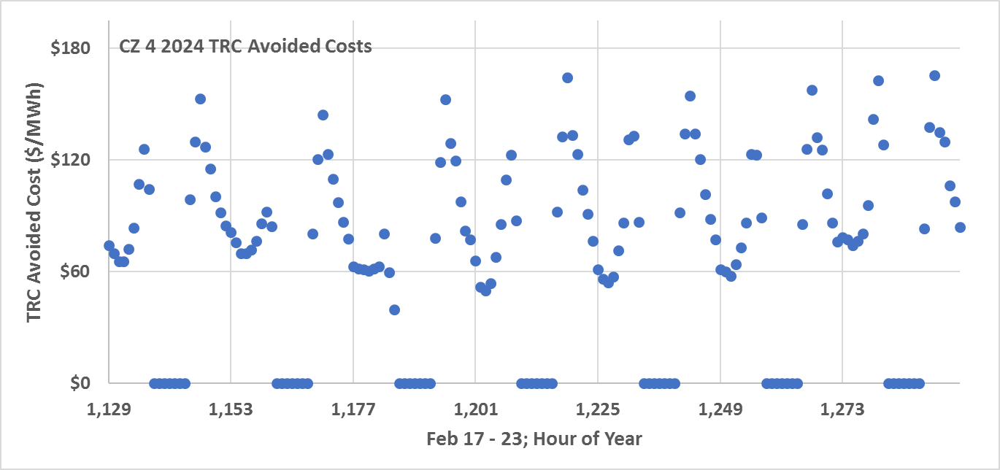 CZ 4 2024 TRC Avoided Costs
$180
$120
$60
$0
TRC Avoided Cost ($/MWh)
1,129 1,153 1,177 1,201 1,225 1,249 1,273
Feb 17 - 23; Hour of Year